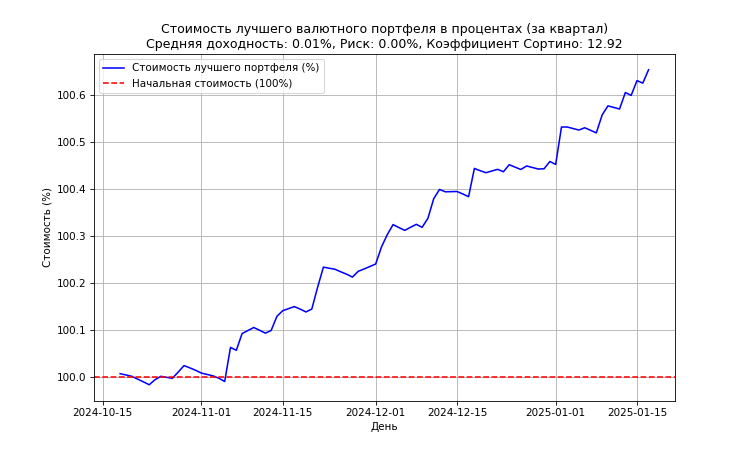 Стоимость лучшего валютного портфеля в процентах (за квартал)
Средняя доходность: 0.01%, Риск: 0.00%, Коэффициент Сортино: 12.92
Стоимость лучшего портфеля (%)
Начальная стоимость (100%)
Стоимость (%)
100.6
100.5
100.4
100.3
100.2
100.1
100.0
2024-10-15
2024-11-01
2024-11-15
2024-12-01
2024-12-15
2025-01-01
2025-01-15
День